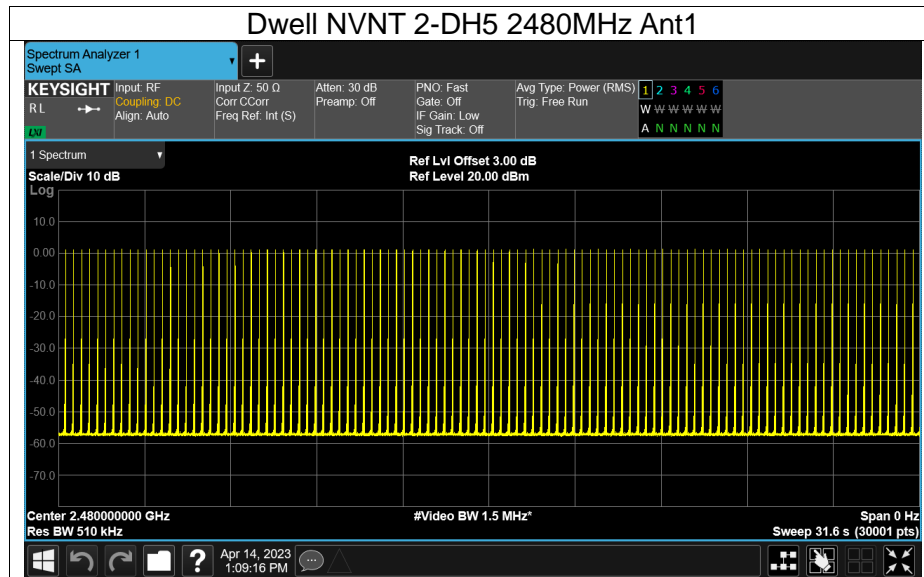 Dwell NVNT 2-DH5 2480MHz Ant1
Spectrum Analyzer 1
Swept SA
▼
+
KEYSIGHT Input: RF Input Z: 50 Ω Atten: 30 dB PNO: Fast Avg Type: Power (RMS) 1 2 3 4 5 6
RL Coupling: DC Corr CCorr Preamp: Off Gate: Off Trig: Free Run W W W W W W
Align: Auto Freq Ref: Int (S) IF Gain: Low
LXI Sig Track: Off A N N N N N
1 Spectrum ▼
Ref Lvl Offset 3.00 dB
Scale/Div 10 dB Ref Level 20.00 dBm
Log
10.0
0.00
-10.0
-20.0
-30.0
-40.0
-50.0
-60.0
-70.0
Center 2.480000000 GHz #Video BW 1.5 MHz* Span 0 Hz
Res BW 510 kHz Sweep 31.6 s (30001 pts)
? Apr 14, 2023
1:09:16 PM